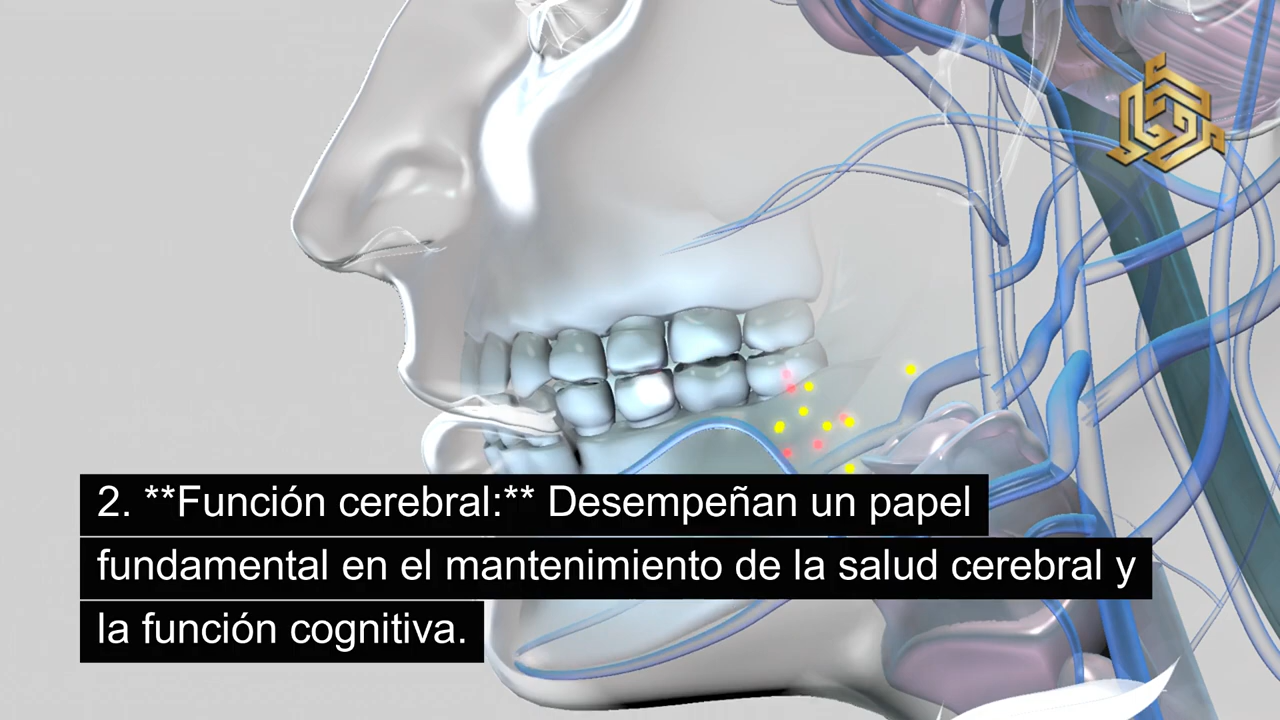 2. **Función cerebral:** Desempeñan un papel
fundamental en el mantenimiento de la salud cerebral y
la función cognitiva.